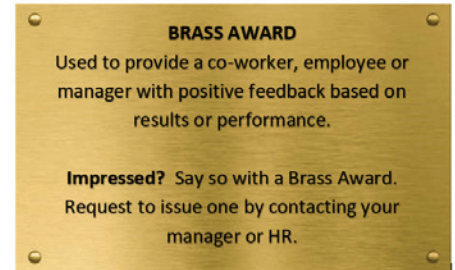 BRASS AWARD
Used to provide a co-worker, employee or
manager with positive feedback based on
results or performance.
Impressed? Say so with a Brass Award.
Request to issue one by contacting your
manager or HR.